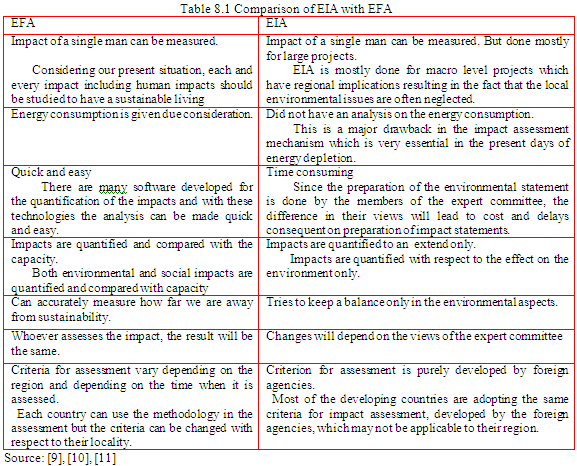 Table 8.1 Comparison of EIA with EFA
EFA
EIA
Impact of a single man can be measured.
Considering our present situation, each and
every impact including human impacts should
be studied to have a sustainable living
Impact of a single man can be measured. But done mostly
for large projects.
EIA is mostly done for macro level projects which
have regional implications resulting in the fact that the local
environmental issues are often neglected.
Energy consumption is given due consideration.
Did not have an analysis on the energy consumption.
This is a major drawback in the impact assessment
mechanism which is very essential in the present days of
energy depletion.
Quick and easy
There are many software developed for
the quantification of the impacts and with these
technologies the analysis can be made quick
and easy.
Time consuming
Since the preparation of the environmental statement
is done by the members of the expert committee, the
difference in their views will lead to cost and delays
consequent on preparation of impact statements.
Impacts are quantified and compared with the
capacity.
Both environmental and social impacts are
quantified and compared with capacity
Impacts are quantified to an extend only.
Impacts are quantified with respect to the effect on the
environment only.
Can accurately measure how far we are away
from sustainability.
Tries to keep a balance only in the environmental aspects.
Whoever assesses the impact, the result will be
the same.
Changes will depend on the views of the expert committee
Criteria for assessment vary depending on the
region and depending on the time when it is
assessed.
Each country can use the methodology in the
assessment but the criteria can be changed with
respect to their locality.
Criterion for assessment is purely developed by foreign
agencies.
Most of the developing countries are adopting the same
criteria for impact assessment, developed by the foreign
agencies, which may not be applicable to their region.
Source: [9], [10], [11]